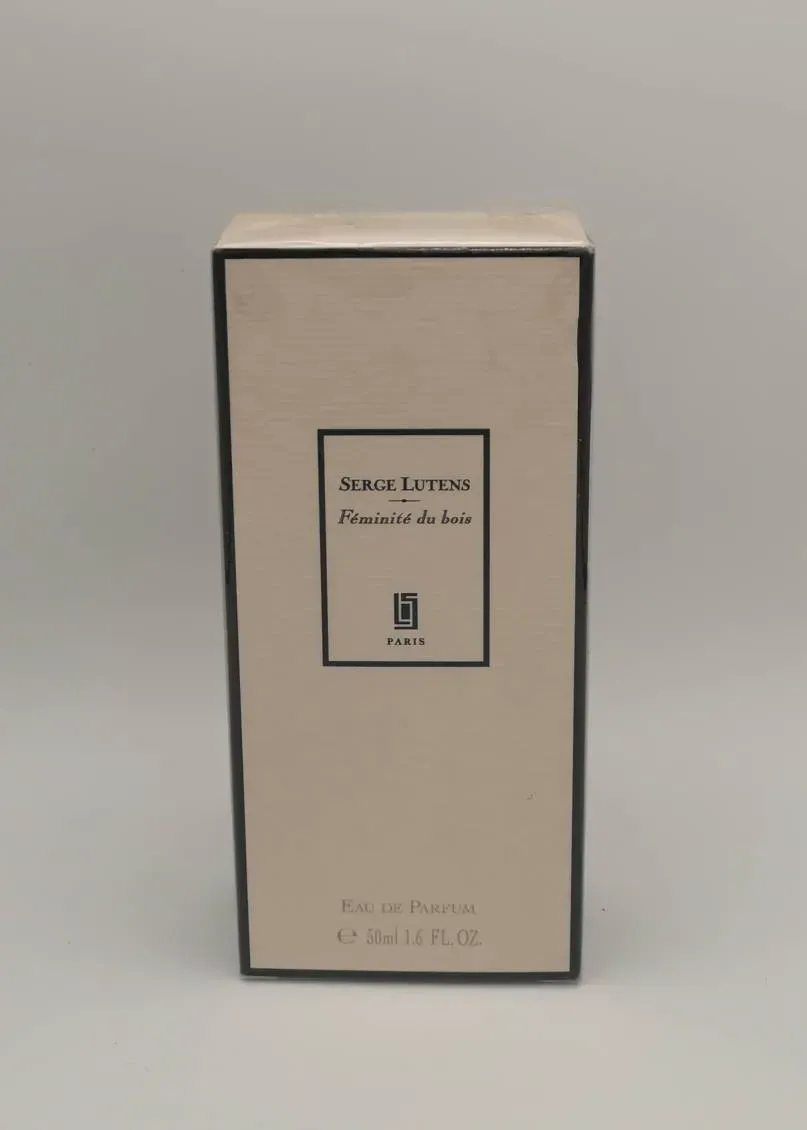 SERGE LUTENS
Féminité du bois
PARIS
EAU DE PARFUM
℮ 50ml 1.6 FL. OZ.